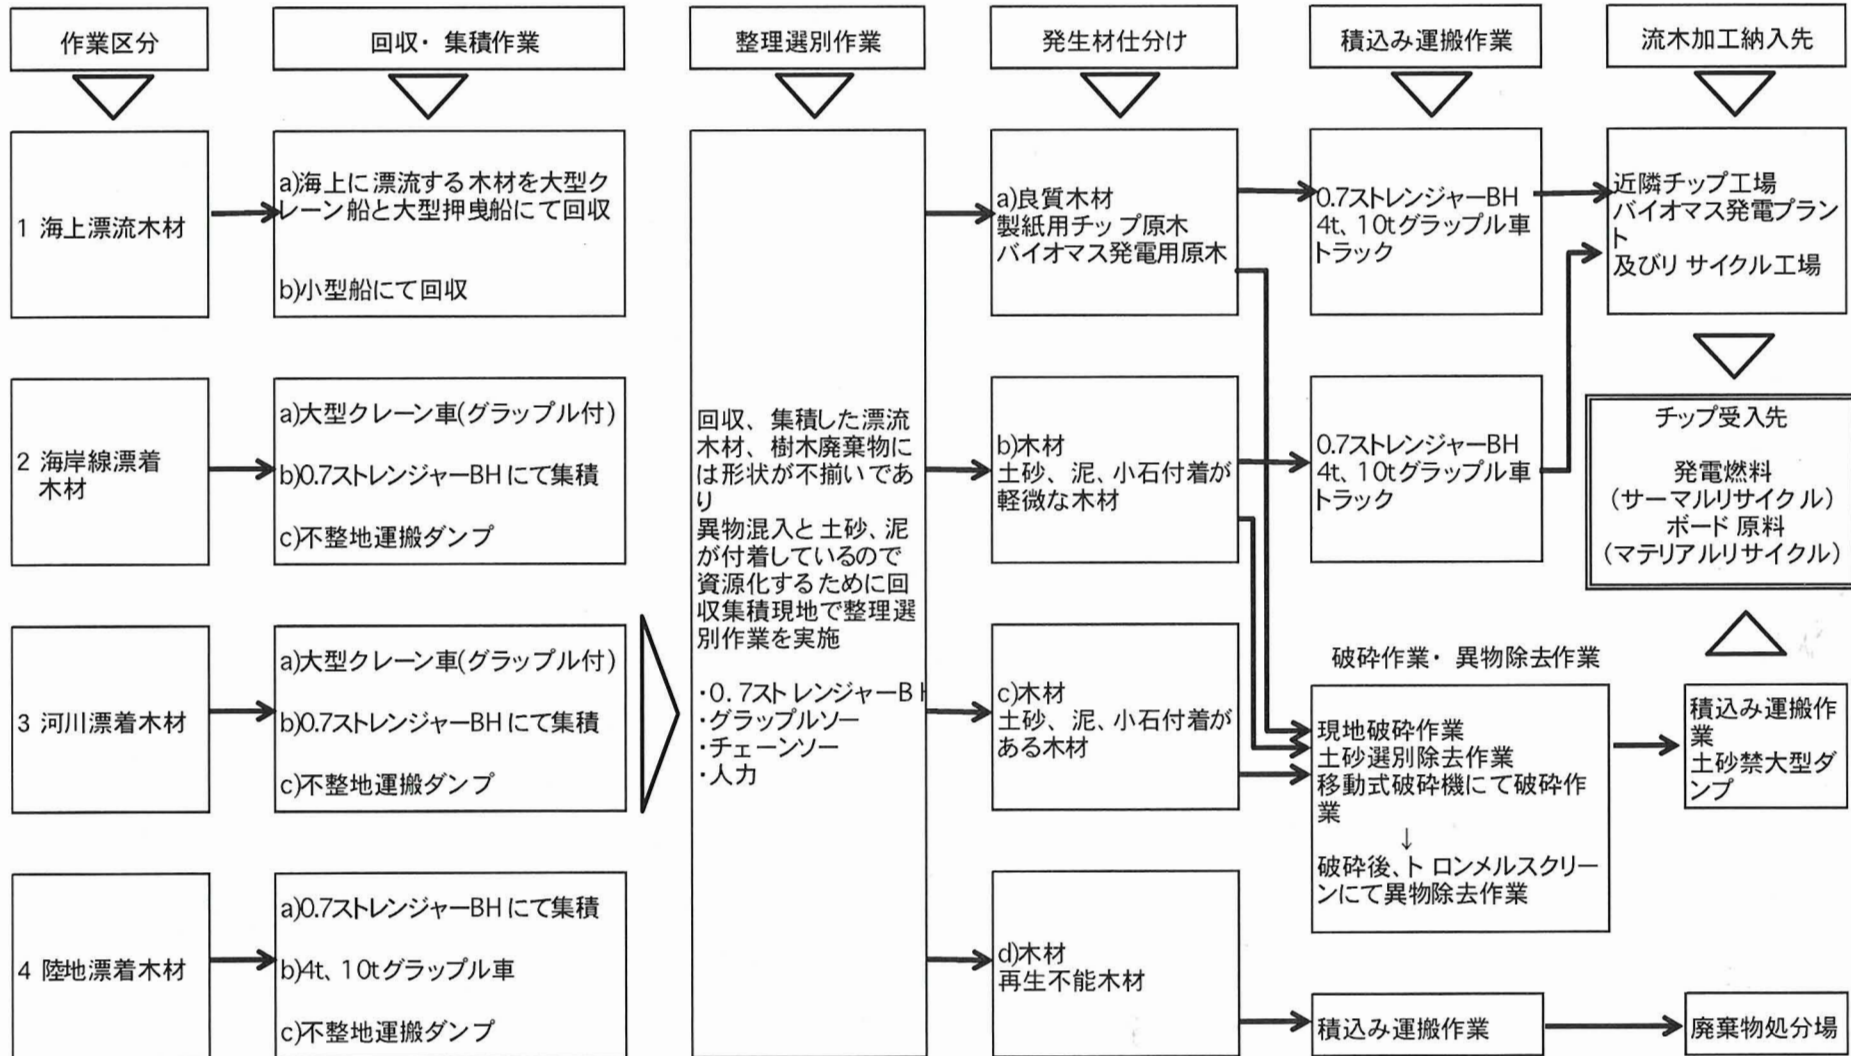 作業区分
回収・集積作業
整理選別作業
発生材仕分け
積込み運搬作業
流木加工納入先
1 海上漂流木材
a)海上に漂流する木材を大型ク
レーン船と大型押曳船にて回収
b)小型船にて回収
2 海岸線漂着
木材
a)大型クレーン車(グラップル付)
b)0.7ストレンジャーBHにて集積
c)不整地運搬ダンプ
3 河川漂着木材
a)大型クレーン車(グラップル付)
b)0.7ストレンジャーBHにて集積
c)不整地運搬ダンプ
4 陸地漂着木材
a)0.7ストレンジャーBHにて集積
b)4t、10tグラップル車
c)不整地運搬ダンプ
回収、集積した漂流
木材、樹木廃棄物に
は形状が不揃いであ
り
異物混入と土砂、泥
が付着しているので
資源化するために回
収集積現地で整理選
別作業を実施
・0.7ストレンジャーBH
・グラップルソー
・チェーンソー
・人力
a)良質木材
製紙用チップ原木
バイオマス発電用原木
b)木材
土砂、泥、小石付着が
軽微な木材
c)木材
土砂、泥、小石付着が
ある木材
d)木材
再生不能木材
0.7ストレンジャーBH
4t、10tグラップル車
トラック
0.7ストレンジャーBH
4t、10tグラップル車
トラック
破砕作業・異物除去作業
現地破砕作業
土砂選別除去作業
移動式破砕機にて破砕作
業
↓
破砕後、トロンメルスクリー
ンにて異物除去作業
積込み運搬作業
近隣チップ工場
バイオマス発電プラン
ト
及びリサイクル工場
チップ受入先
発電燃料
(サーマルリサイクル)
ボード原料
(マテリアルリサイクル)
積込み運搬作
業
土砂禁大型ダ
ンプ
廃棄物処分場